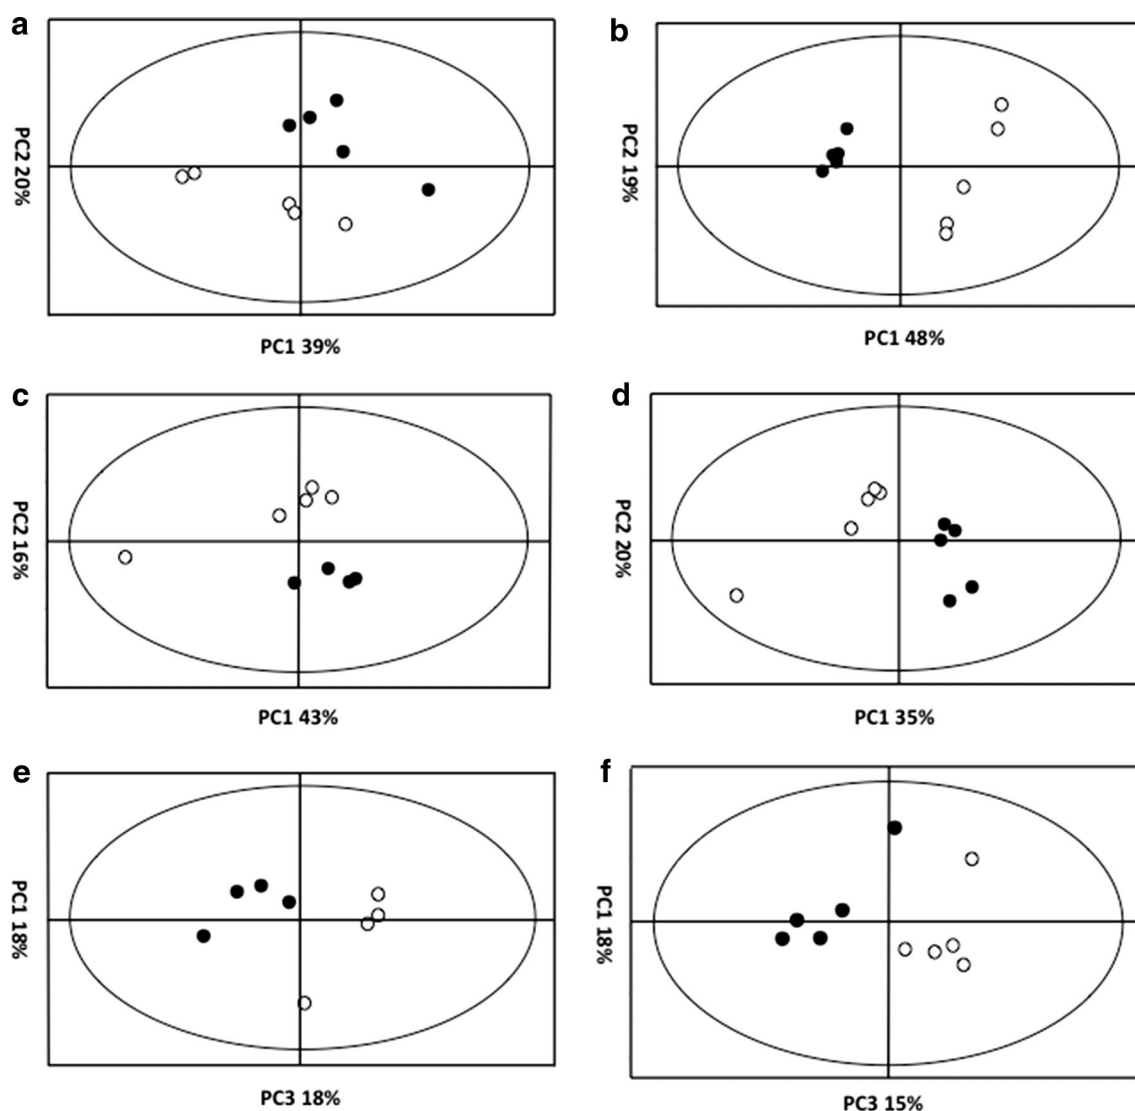 a
b
PC2 20%
PC2 19%
PC1 39%
PC1 48%
c
d
PC2 16%
PC2 20%
PC1 43%
PC1 35%
e
f
PC1 18%
PC1 18%
PC3 18%
PC3 15%